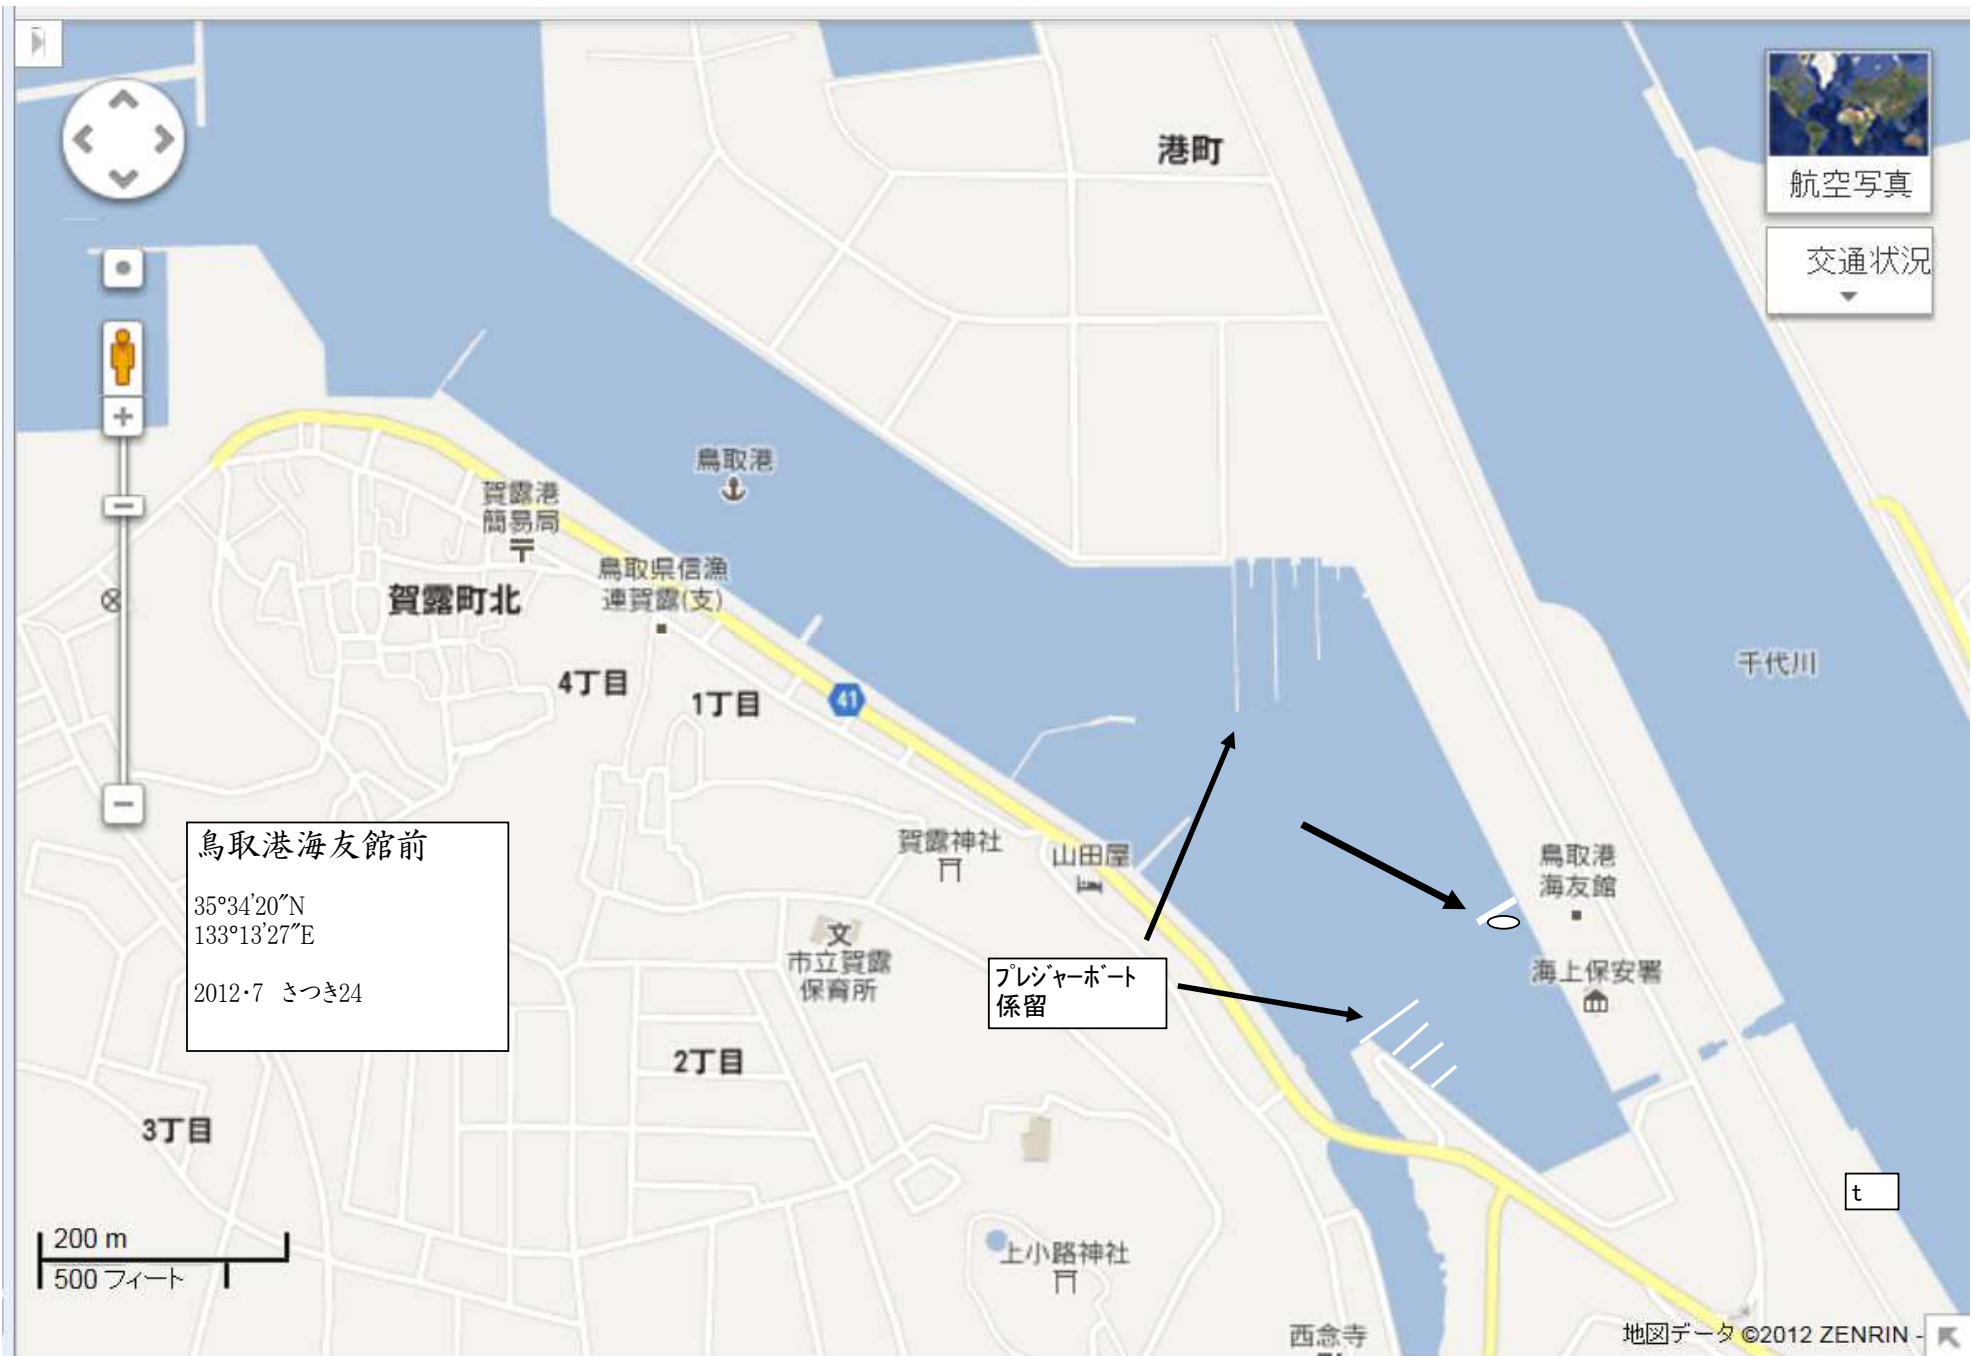 港町
航空写真
交通状況
鳥取港
賀露港
簡易局
鳥取県信漁
連賀露(支)
賀露町北
4丁目
1丁目
41
千代川
鳥取港海友館前
35°34'20″N
133°13'27″E
2012・7 さつき24
賀露神社
山田屋
鳥取港
海友館
文
市立賀露
保育所
海上保安署
プレジャーボート
係留
2丁目
3丁目
t
200 m
500 フィート
上小路神社
西念寺
地図データ ©2012 ZENRIN -